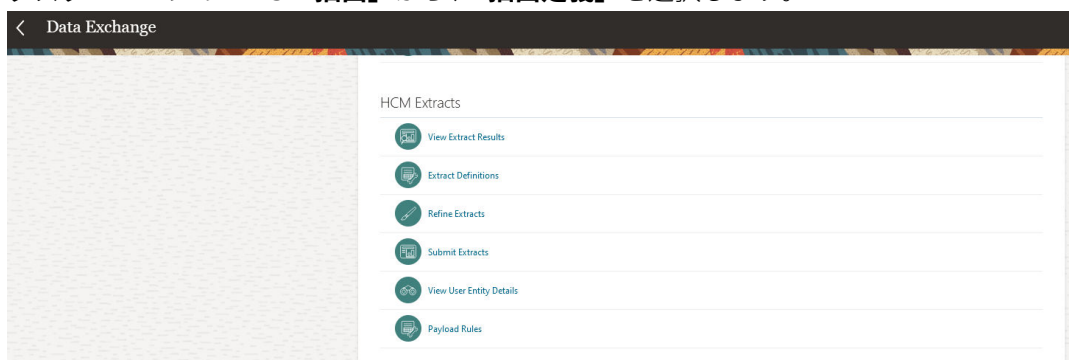 Data Exchange
HCM Extracts
View Extract Results
Extract Definitions
Refine Extracts
Submit Extracts
View User Entity Details
Payload Rules